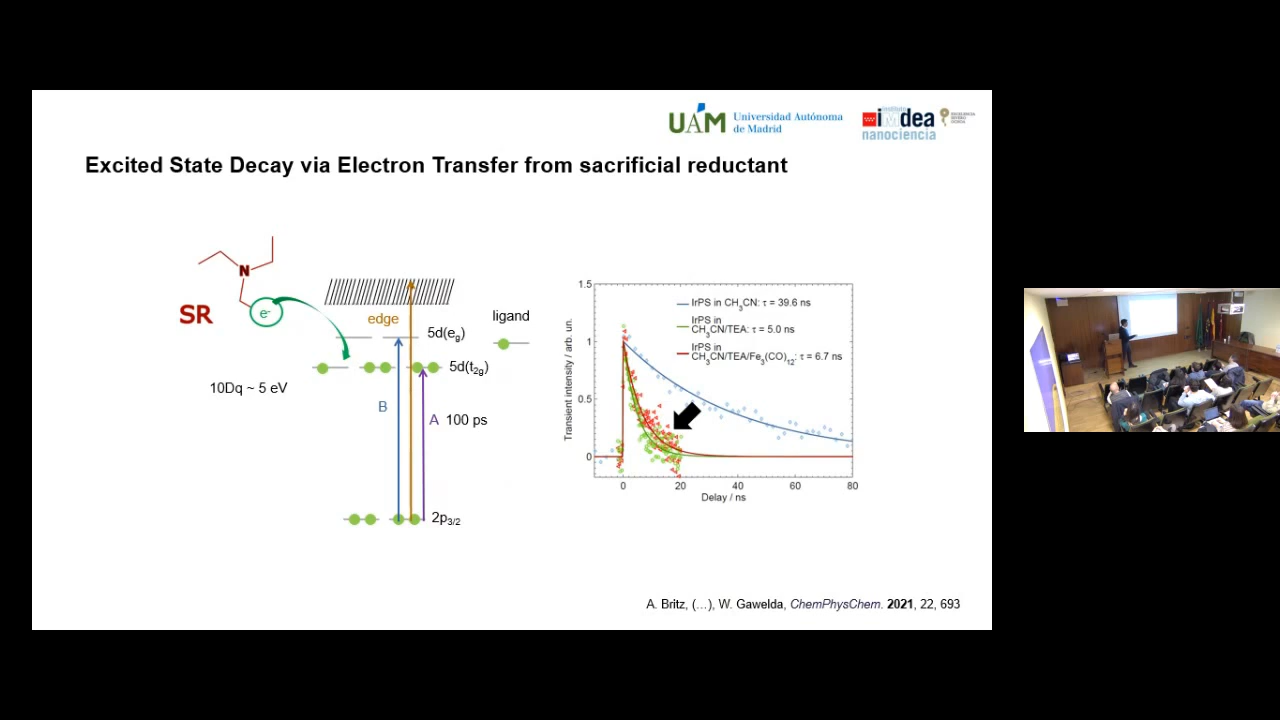 UAM Universidad Autónoma
de Madrid
instituto
iMdea
nanociencia
EXCELENCIA
SEVERO
OCHOA
Excited State Decay via Electron Transfer from sacrificial reductant
N
SR
e-
edge
5d(eg)
ligand
5d(t2g)
10Dq ~ 5 eV
B
A 100 ps
2p3/2
1.5
1
0.5
0
Transient intensity / arb. un.
IrPS in CH3CN: τ = 39.6 ns
IrPS in
CH3CN/TEA: τ = 5.0 ns
IrPS in
CH3CN/TEA/Fe3(CO)12: τ = 6.7 ns
0 20 40 60 80
Delay / ns
A. Britz, (...), W. Gawelda, ChemPhysChem. 2021, 22, 693